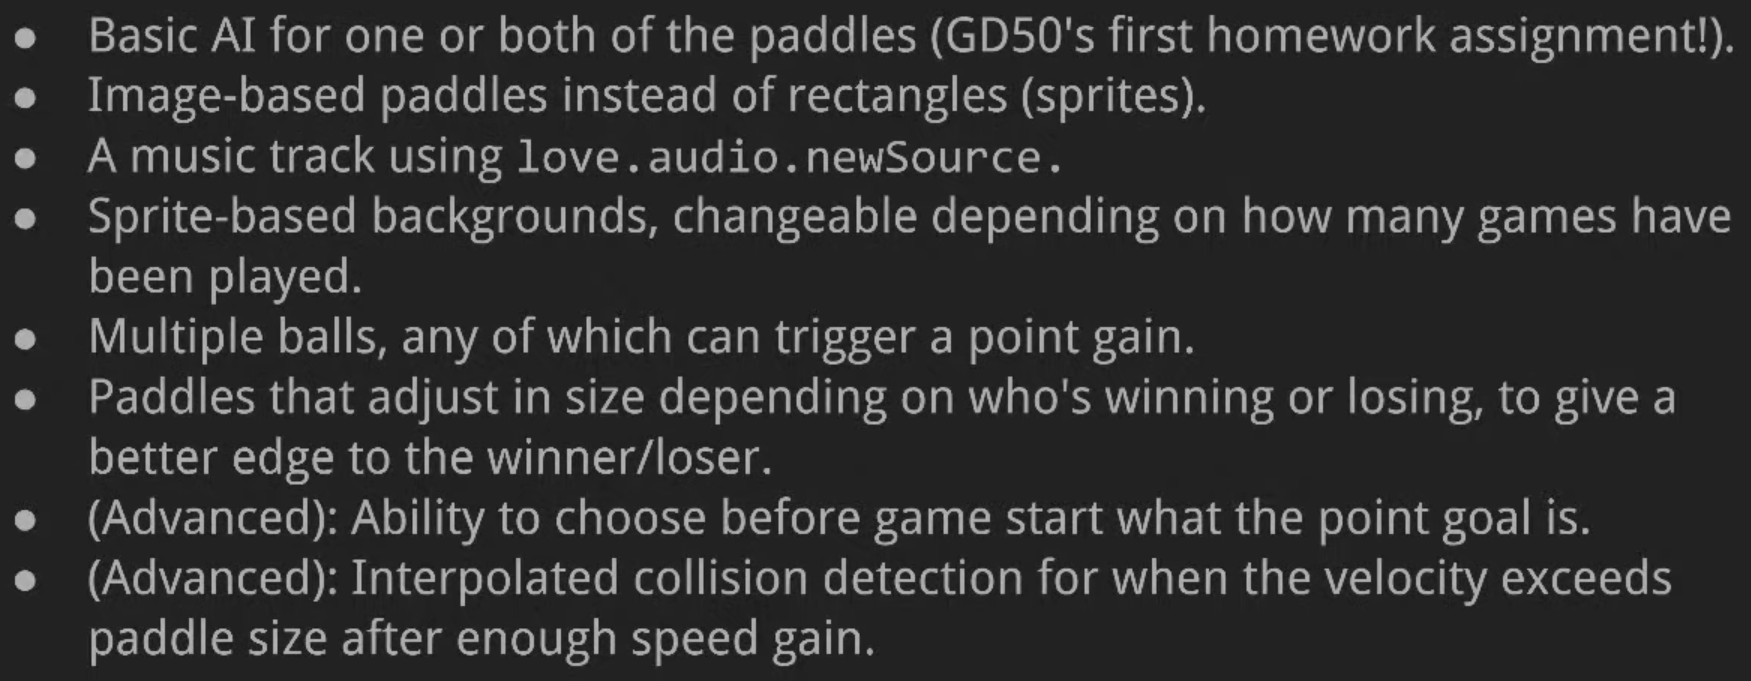 ● Basic AI for one or both of the paddles (GD50's first homework assignment!).
● Image-based paddles instead of rectangles (sprites).
● A music track using love.audio.newSource.
● Sprite-based backgrounds, changeable depending on how many games have
been played.
● Multiple balls, any of which can trigger a point gain.
● Paddles that adjust in size depending on who's winning or losing, to give a
better edge to the winner/loser.
● (Advanced): Ability to choose before game start what the point goal is.
● (Advanced): Interpolated collision detection for when the velocity exceeds
paddle size after enough speed gain.